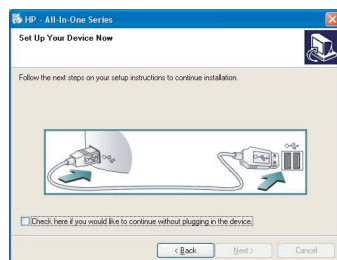 HP - All-In-One Series
Set Up Your Device Now
Follow the next steps on your setup instructions to continue installation.
Check here if you would like to continue without plugging in the device.
< Back
Next >
Cancel